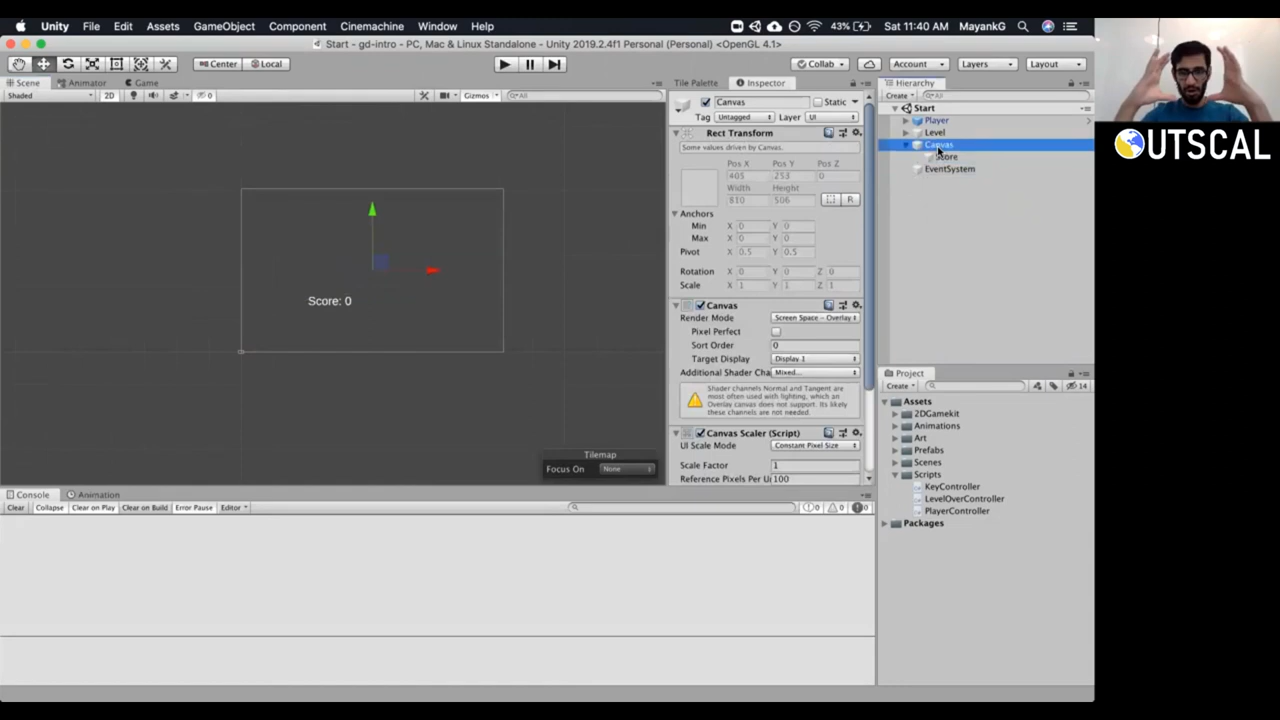 Unity File Edit Assets GameObject Component Cinemachine Window Help 43% Sat 11:40 AM MayankG
Start - gd-intro - PC, Mac & Linux Standalone - Unity 2019.2.4f1 Personal (Personal) <OpenGL 4.1>
Center Local Collab Account Layers Layout
Scene Animator Game Tile Palette Inspector Hierarchy
Shaded 2D 0 Gizmos All Canvas Static Create All
Tag Untagged Layer UI Start
Player
Rect Transform Level
Some values driven by Canvas. Canvas
Pos X Pos Y Pos Z Score
405 253 0 EventSystem
Width Height
810 506 R
Anchors
Min X 0 Y 0
Max X 0 Y 0
Pivot X 0.5 Y 0.5
Rotation X 0 Y 0 Z 0
Scale X 1 Y 1 Z 1
Score: 0
Canvas
Render Mode Screen Space - Overlay
Pixel Perfect
Sort Order 0
Target Display Display 1
Additional Shader Cha Mixed...
Shader channels Normal and Tangent are
most often used with lighting, which an
Overlay canvas does not support. Its likely
these channels are not needed.
Canvas Scaler (Script)
UI Scale Mode Constant Pixel Size
Scale Factor 1
Reference Pixels Per U 100
Tilemap
Focus On None
Project
Create 14
Assets
2DGamekit
Animations
Art
Prefabs
Scenes
Scripts
KeyController
LevelOverController
PlayerController
Packages
Console Animation
Clear Collapse Clear on Play Clear on Build Error Pause Editor 0 0 0
OUTSCAL